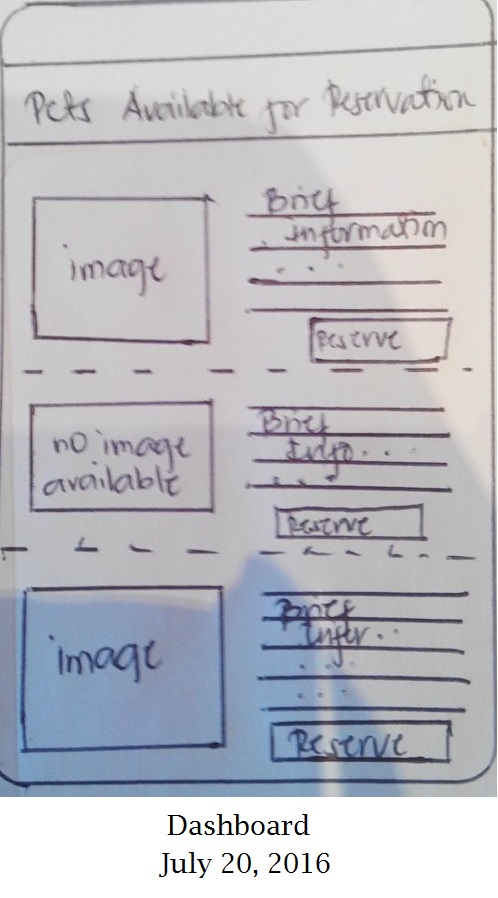 Pets Available for Reservation
image
Brief
Information
...
Reserve
no image
available
Brief
Info...
...
Reserve
image
Brief
Infor..
...
...
Reserve
Dashboard
July 20, 2016